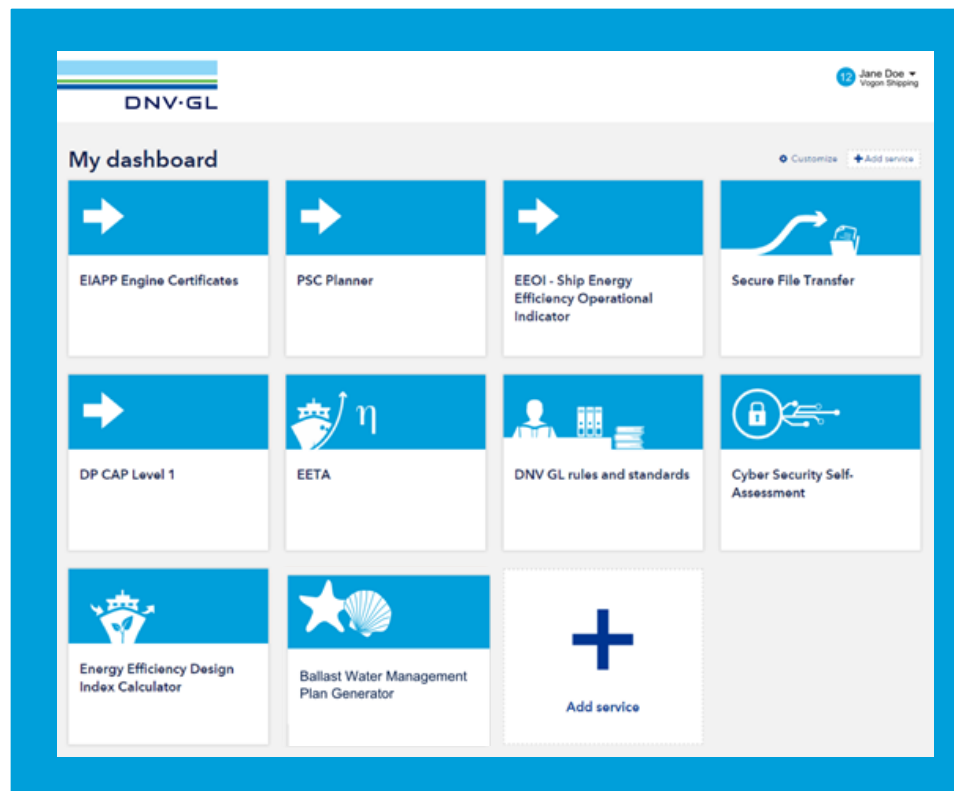 DNV·GL
12 Jane Doe
Vogon Shipping
My dashboard
Customize
Add service
EIAPP Engine Certificates
PSC Planner
EEOI - Ship Energy
Efficiency Operational
Indicator
Secure File Transfer
DP CAP Level 1
η
EETA
DNV GL rules and standards
Cyber Security Self-
Assessment
Energy Efficiency Design
Index Calculator
Ballast Water Management
Plan Generator
Add service